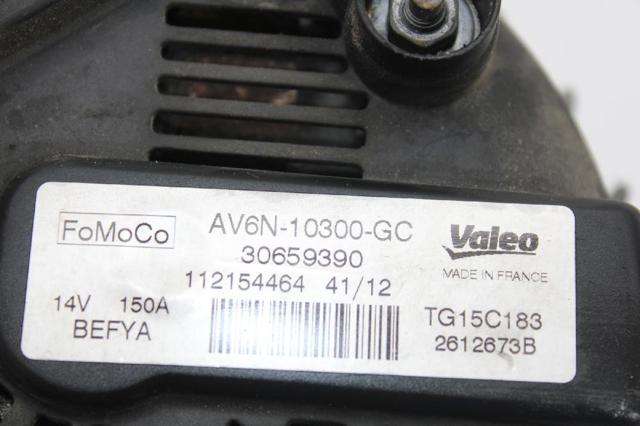 FoMoCo AV6N-10300-GC Valeo
30659390 MADE IN FRANCE
112154464 41/12
14V 150A TG15C183
BEFYA 2612673B